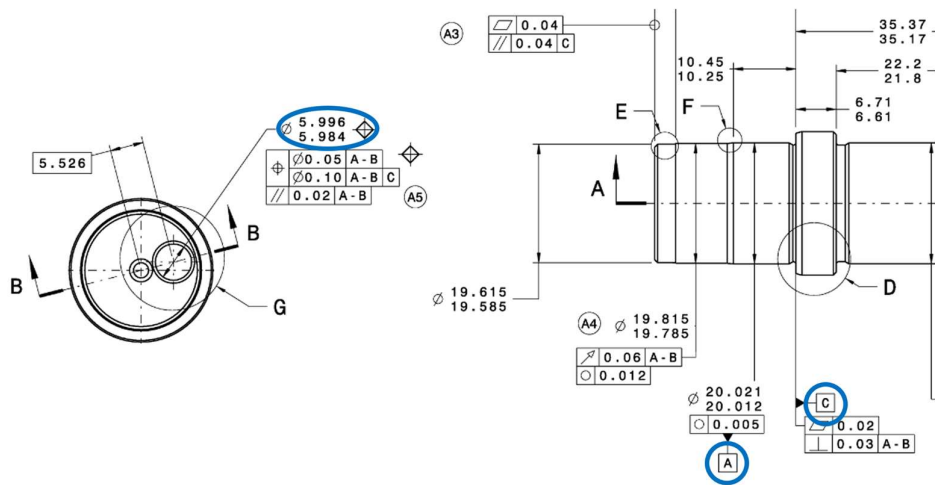 A3
⏥ 0.04
// 0.04 C
35.37
35.17
10.45
10.25
22.2
21.8
6.71
6.61
E
F
⌀ 5.996
5.984
5.526
⌖ ⌀0.05 A-B
⌀0.10 A-B C
// 0.02 A-B
A5
A
B
B
G
D
⌀ 19.615
19.585
A4
⌀ 19.815
19.785
↗ 0.06 A-B
○ 0.012
⌀ 20.021
20.012
○ 0.005
A
C
⏥ 0.02
⊥ 0.03 A-B